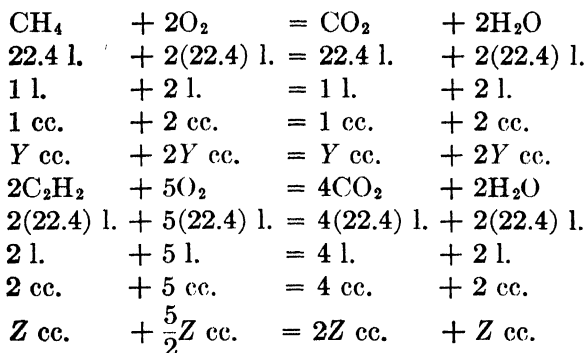 CH₄ + 2O₂ = CO₂ + 2H₂O
22.4 l. + 2(22.4) l. = 22.4 l. + 2(22.4) l.
1 l. + 2 l. = 1 l. + 2 l.
1 cc. + 2 cc. = 1 cc. + 2 cc.
Y cc. + 2Y cc. = Y cc. + 2Y cc.
2C₂H₂ + 5O₂ = 4CO₂ + 2H₂O
2(22.4) l. + 5(22.4) l. = 4(22.4) l. + 2(22.4) l.
2 l. + 5 l. = 4 l. + 2 l.
2 cc. + 5 cc. = 4 cc. + 2 cc.
Z cc. + 5/2 Z cc. = 2Z cc. + Z cc.